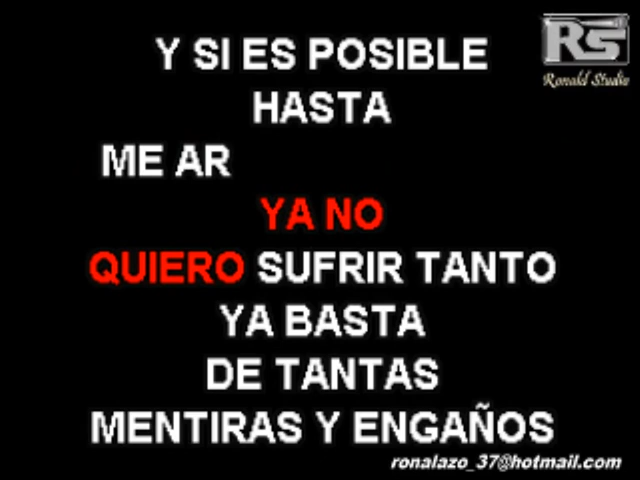 Y SI ES POSIBLE
HASTA
ME AR
YA NO
QUIERO SUFRIR TANTO
YA BASTA
DE TANTAS
MENTIRAS Y ENGAÑOS
RS
Ronald Studio
ronalazo_37@hotmail.com